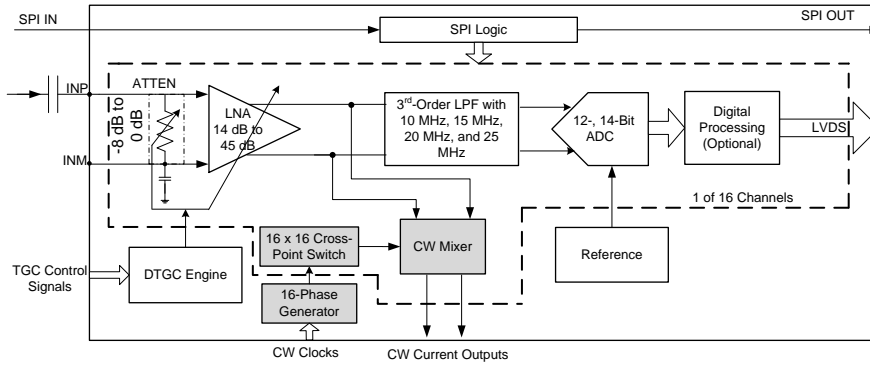 SPI IN
SPI Logic
SPI OUT
INP
ATTEN
-8 dB to
0 dB
INM
LNA
14 dB to
45 dB
3rd-Order LPF with
10 MHz, 15 MHz,
20 MHz, and 25
MHz
12-, 14-Bit
ADC
Digital
Processing
(Optional)
LVDS
1 of 16 Channels
16 x 16 Cross-
Point Switch
CW Mixer
Reference
TGC Control
Signals
DTGC Engine
16-Phase
Generator
CW Clocks
CW Current Outputs